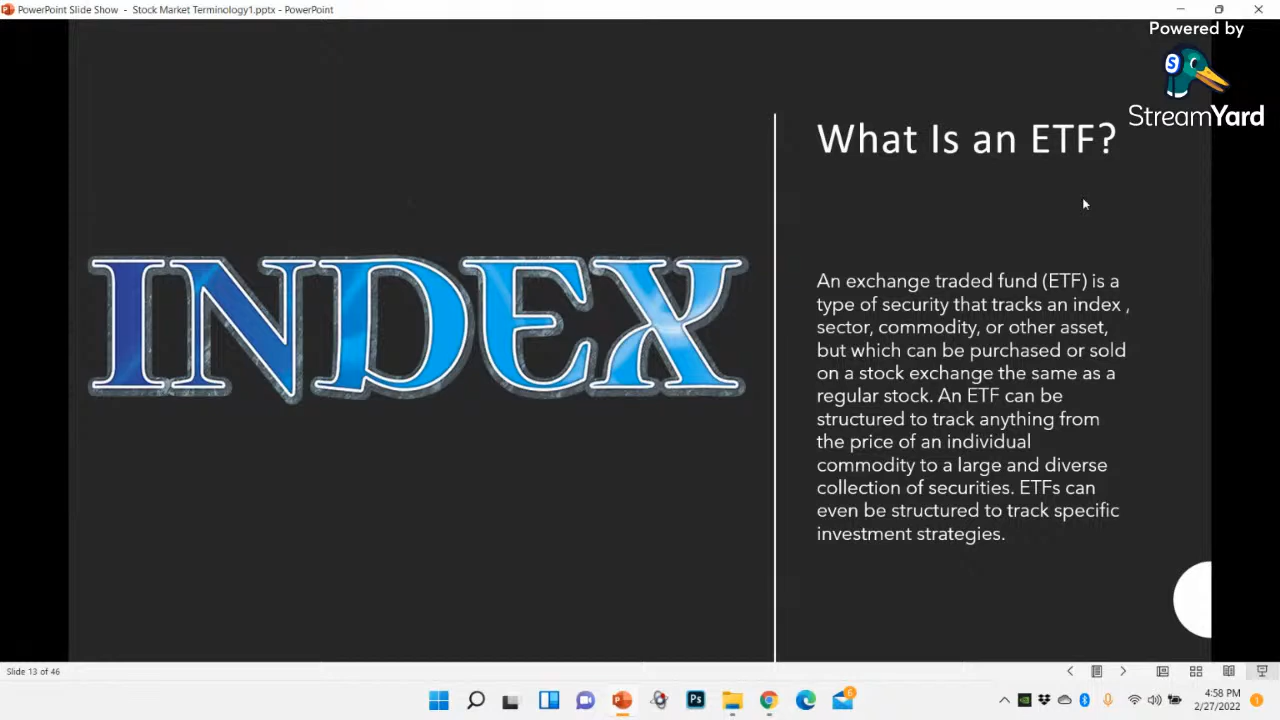 PowerPoint Slide Show - Stock Market Terminology1.pptx - PowerPoint
Powered by
S
StreamYard
What Is an ETF?
INDEX
An exchange traded fund (ETF) is a
type of security that tracks an index ,
sector, commodity, or other asset,
but which can be purchased or sold
on a stock exchange the same as a
regular stock. An ETF can be
structured to track anything from
the price of an individual
commodity to a large and diverse
collection of securities. ETFs can
even be structured to track specific
investment strategies.
Slide 13 of 46
Ps
6
4:58 PM
2/27/2022
1